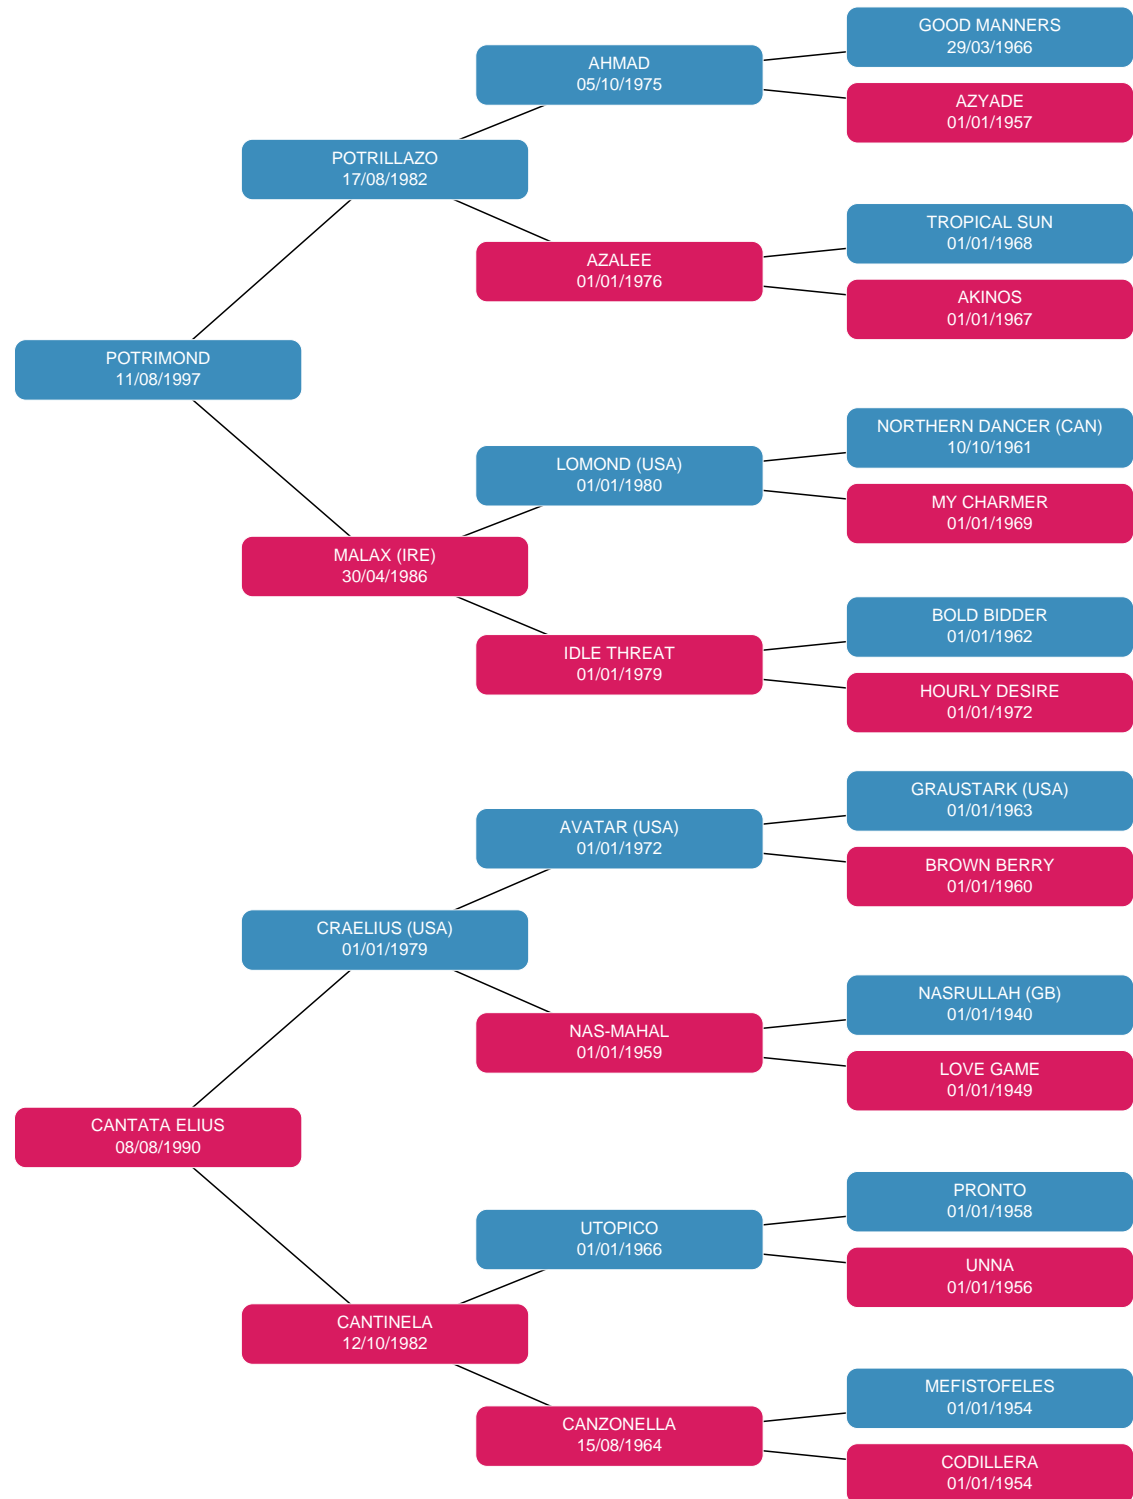 GOOD MANNERS
29/03/1966
AHMAD
05/10/1975
AZYADE
01/01/1957
POTRILLAZO
17/08/1982
TROPICAL SUN
01/01/1968
AZALEE
01/01/1976
AKINOS
01/01/1967
POTRIMOND
11/08/1997
NORTHERN DANCER (CAN)
10/10/1961
LOMOND (USA)
01/01/1980
MY CHARMER
01/01/1969
MALAX (IRE)
30/04/1986
BOLD BIDDER
01/01/1962
IDLE THREAT
01/01/1979
HOURLY DESIRE
01/01/1972
GRAUSTARK (USA)
01/01/1963
AVATAR (USA)
01/01/1972
BROWN BERRY
01/01/1960
CRAELIUS (USA)
01/01/1979
NASRULLAH (GB)
01/01/1940
NAS-MAHAL
01/01/1959
LOVE GAME
01/01/1949
CANTATA ELIUS
08/08/1990
PRONTO
01/01/1958
UTOPICO
01/01/1966
UNNA
01/01/1956
CANTINELA
12/10/1982
MEFISTOFELES
01/01/1954
CANZONELLA
15/08/1964
CODILLERA
01/01/1954